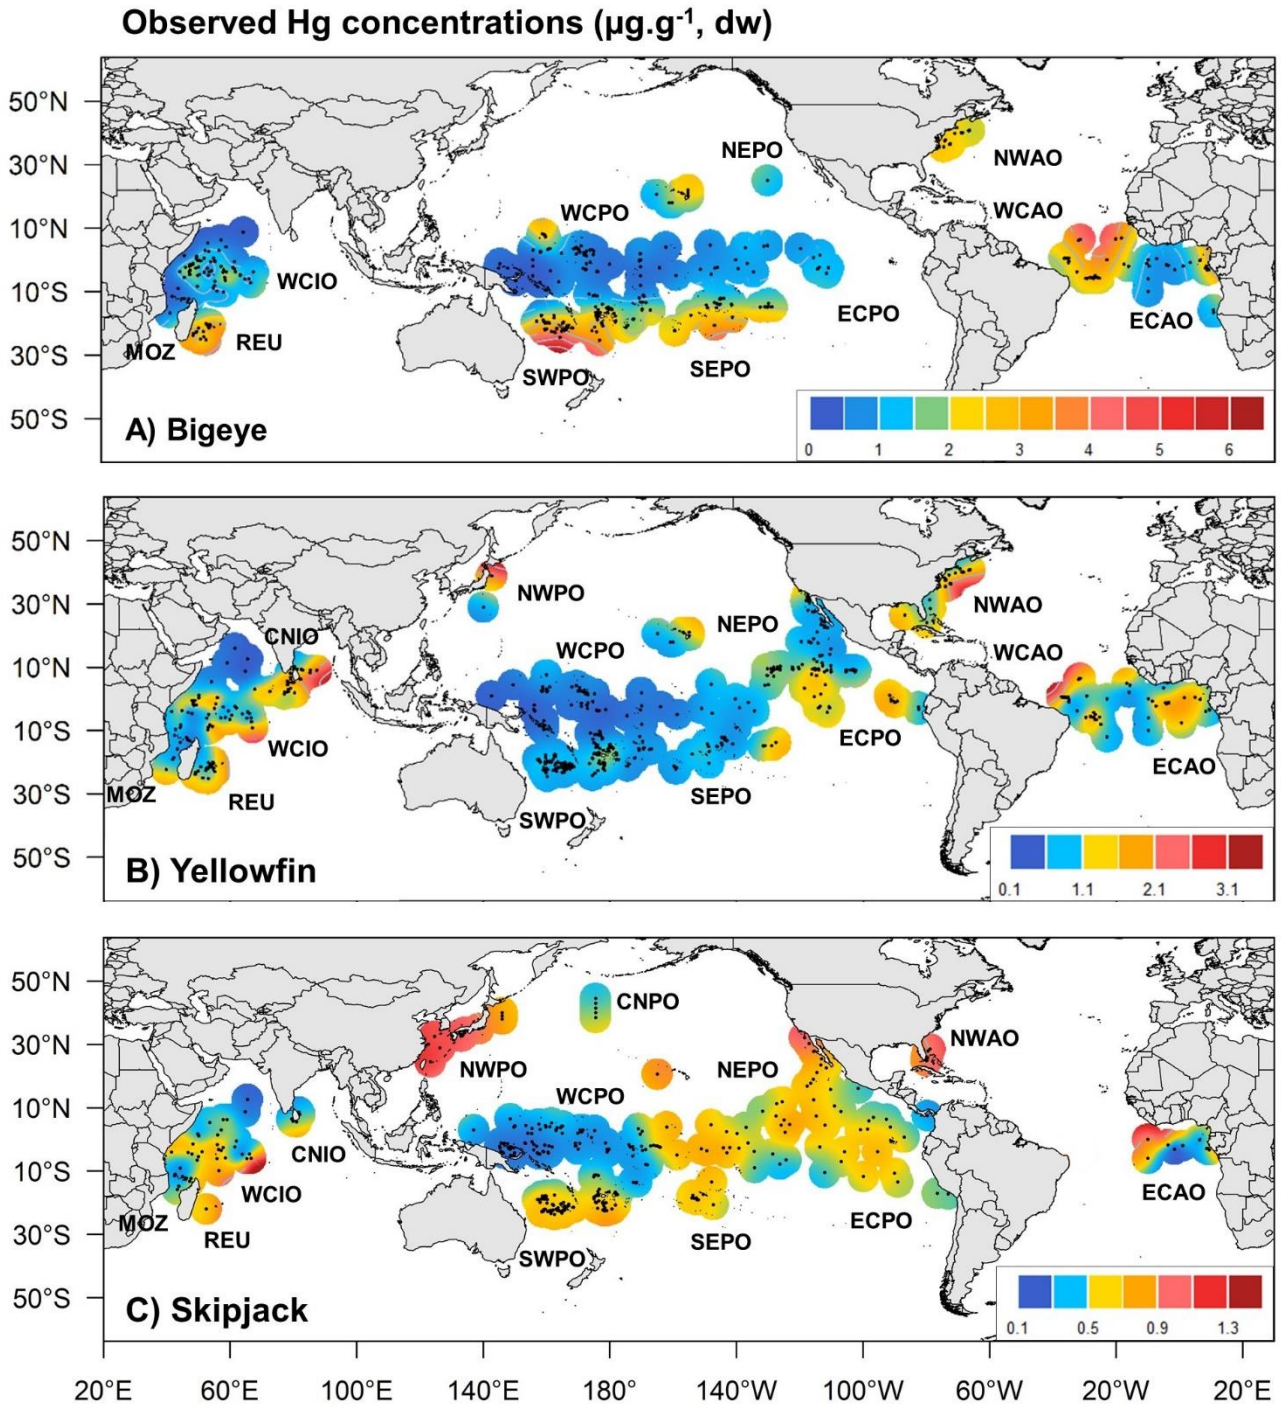 Observed Hg concentrations (µg.g⁻¹, dw)
50°N
30°N
10°N
10°S
30°S
50°S
NEPO
NWAO
WCPO
WCAO
WCIO
ECPO
ECAO
MOZ
REU
SWPO
SEPO
A) Bigeye
0 1 2 3 4 5 6
50°N
30°N
10°N
10°S
30°S
50°S
NWPO
NWAO
CNIO
WCPO
NEPO
WCAO
WCIO
ECPO
ECAO
MOZ
REU
SWPO
SEPO
B) Yellowfin
0.1 1.1 2.1 3.1
50°N
30°N
10°N
10°S
30°S
50°S
CNPO
NWAO
NWPO
NEPO
WCPO
CNIO
WCIO
ECAO
MOZ
REU
SWPO
SEPO
ECPO
C) Skipjack
0.1 0.5 0.9 1.3
20°E 60°E 100°E 140°E 180° 140°W 100°W 60°W 20°W 20°E